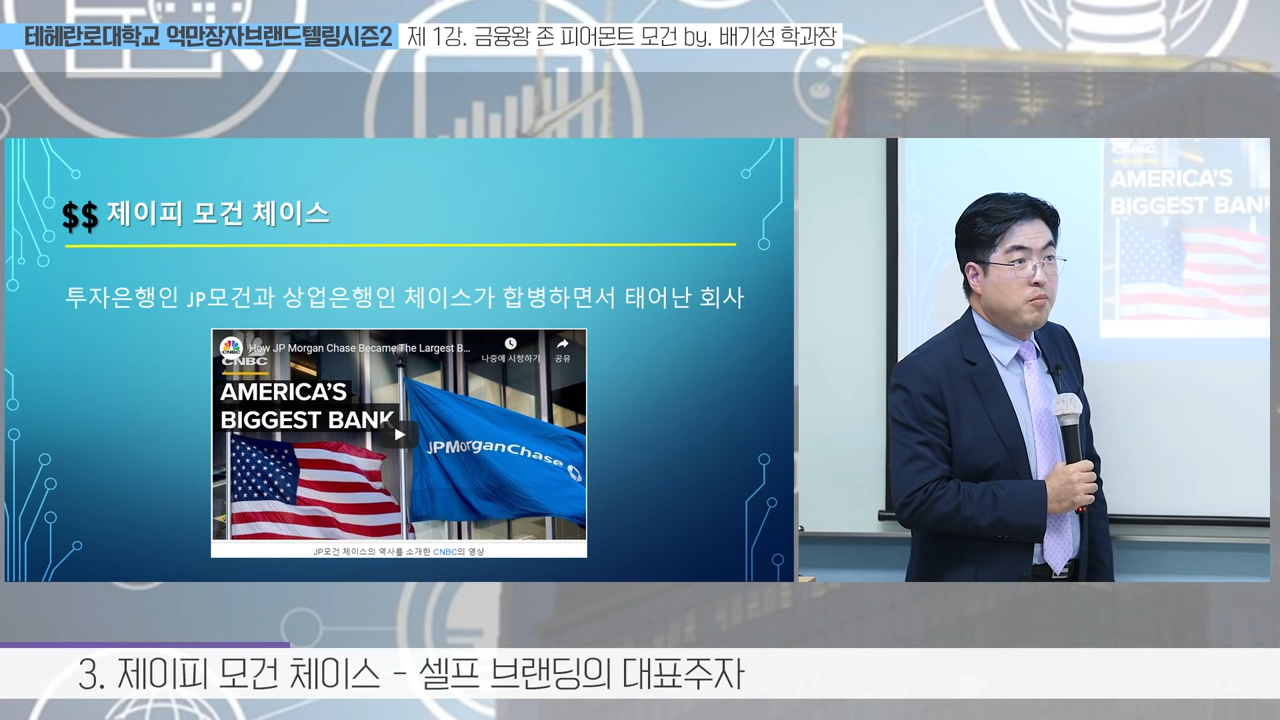 테헤란로대학교 억만장자브랜드텔링시즌2 제 1강. 금융왕 존 피어몬트 모건 by. 배기성 학과장
$$ 제이피 모건 체이스
투자은행인 JP모건과 상업은행인 체이스가 합병하면서 태어난 회사
How JP Morgan Chase Became The Largest B...
나중에 시청하기
공유
CNBC
CNBC
AMERICA'S
BIGGEST BANK
JPMorganChase
JP모건 체이스의 역사를 소개한 CNBC의 영상
CNBC
AMERICA'S
BIGGEST BAN
3. 제이피 모건 체이스 - 셀프 브랜딩의 대표주자